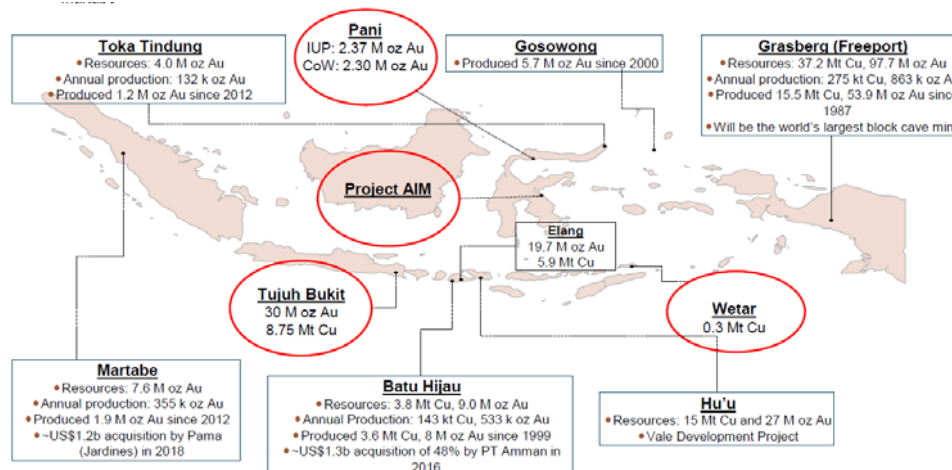 Toka Tindung
• Resources: 4.0 M oz Au
• Annual production: 132 k oz Au
• Produced 1.2 M oz Au since 2012
Pani
IUP: 2.37 M oz Au
CoW: 2.30 M oz Au
Gosowong
• Produced 5.7 M oz Au since 2000
Grasberg (Freeport)
• Resources: 37.2 Mt Cu, 97.7 M oz Au
• Annual production: 275 kt Cu, 863 k oz A
• Produced 15.5 Mt Cu, 53.9 M oz Au sinc
1987
• Will be the world's largest block cave min
Project AIM
Elang
19.7 M oz Au
5.9 Mt Cu
Tujuh Bukit
30 M oz Au
8.75 Mt Cu
Wetar
0.3 Mt Cu
Martabe
• Resources: 7.6 M oz Au
• Annual production: 355 k oz Au
• Produced 1.9 M oz Au since 2012
• ~US$1.2b acquisition by Pama
(Jardines) in 2018
Batu Hijau
• Resources: 3.8 Mt Cu, 9.0 M oz Au
• Annual Production: 143 kt Cu, 533 k oz Au
• Produced 3.6 Mt Cu, 8 M oz Au since 1999
• ~US$1.3b acquisition of 48% by PT Amman in
2016
Hu'u
• Resources: 15 Mt Cu and 27 M oz Au
• Vale Development Project